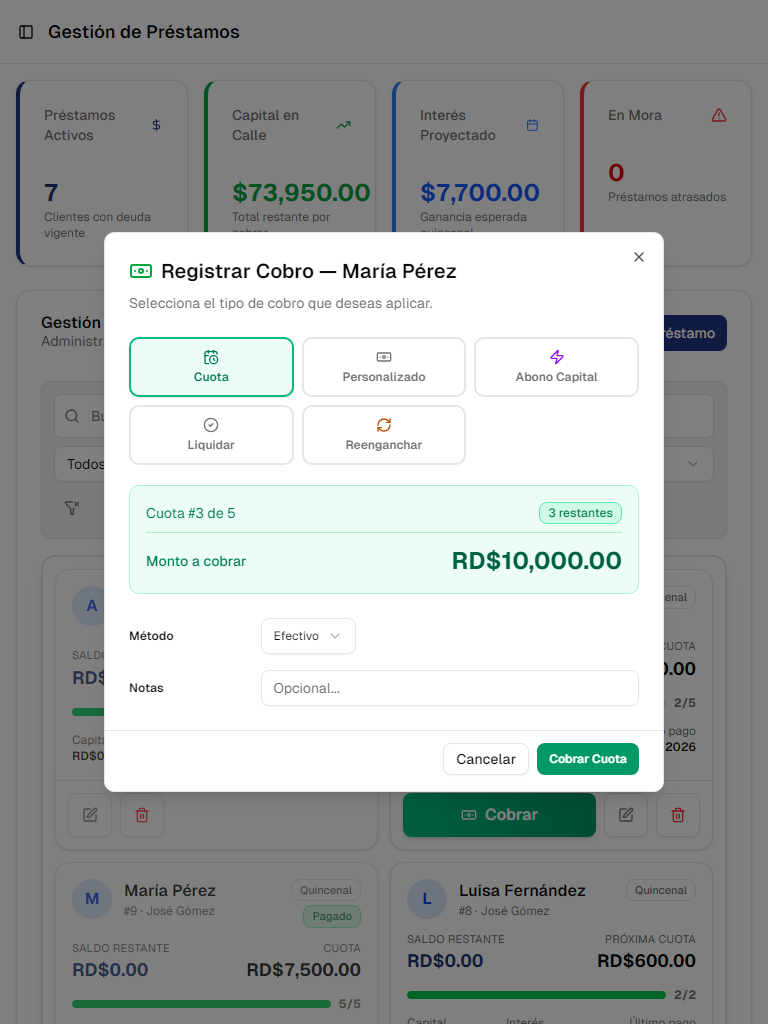 Gestión de Préstamos
Préstamos
Activos
7
Clientes con deuda
vigente
Capital en
Calle
$73,950.00
Total restante por
cobrar
Interés
Proyectado
$7,700.00
Ganancia esperada
quincenal
En Mora
0
Préstamos atrasados
Gestión
Administr
réstamo
Bu
Todos
Registrar Cobro — María Pérez
Selecciona el tipo de cobro que deseas aplicar.
Cuota
Personalizado
Abono Capital
Liquidar
Reenganchar
Cuota #3 de 5
3 restantes
Monto a cobrar
RD$10,000.00
Método
Efectivo
Notas
Opcional...
Cancelar
Cobrar Cuota
A
SALDO
RD$
Capita
RD$0
enal
CUOTA
0.00
2/5
pago
2026
Cobrar
M
María Pérez
#9 · José Gómez
Quincenal
Pagado
SALDO RESTANTE
CUOTA
RD$0.00
RD$7,500.00
5/5
L
Luisa Fernández
#8 · José Gómez
Quincenal
SALDO RESTANTE
PRÓXIMA CUOTA
RD$0.00
RD$600.00
2/2
Capital
Interés
Último pago